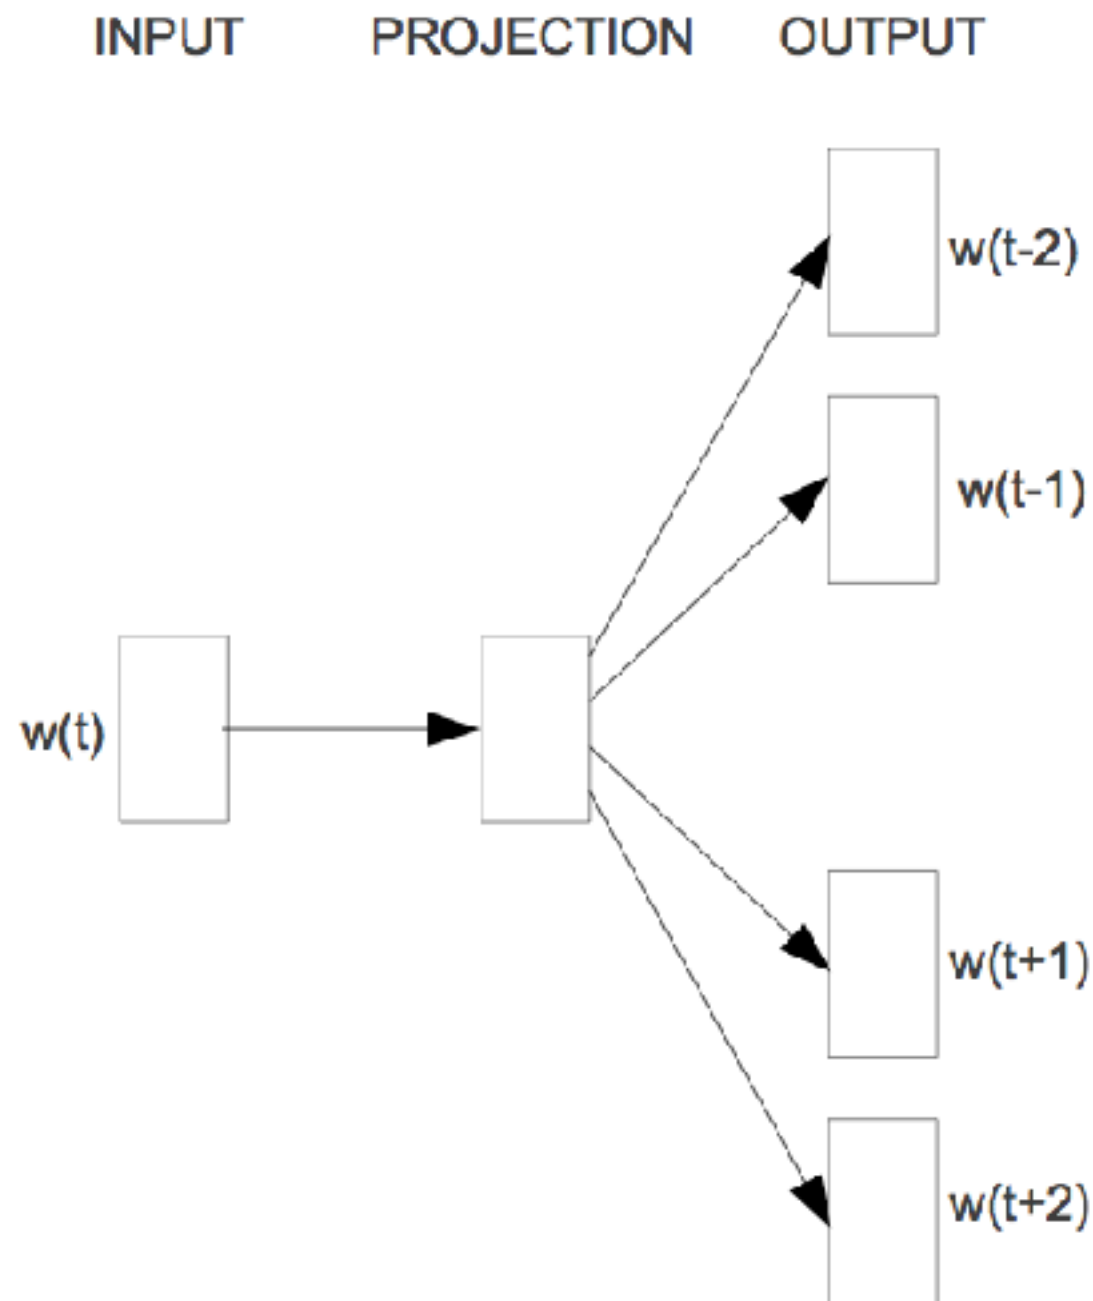 INPUT PROJECTION OUTPUT
w(t-2)
w(t-1)
w(t)
w(t+1)
w(t+2)